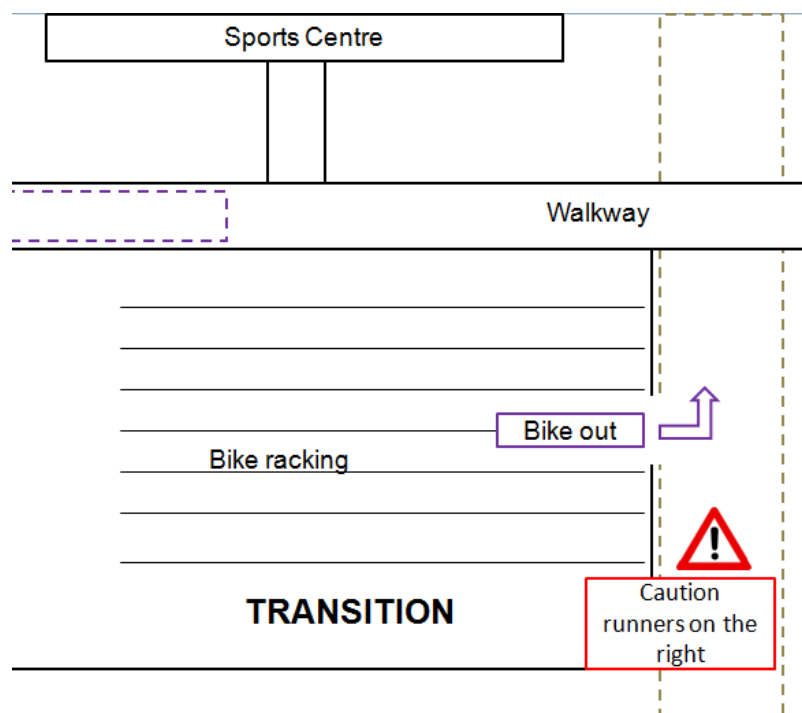 Sports Centre
Walkway
Bike out
Bike racking
TRANSITION
Caution
runners on the
right